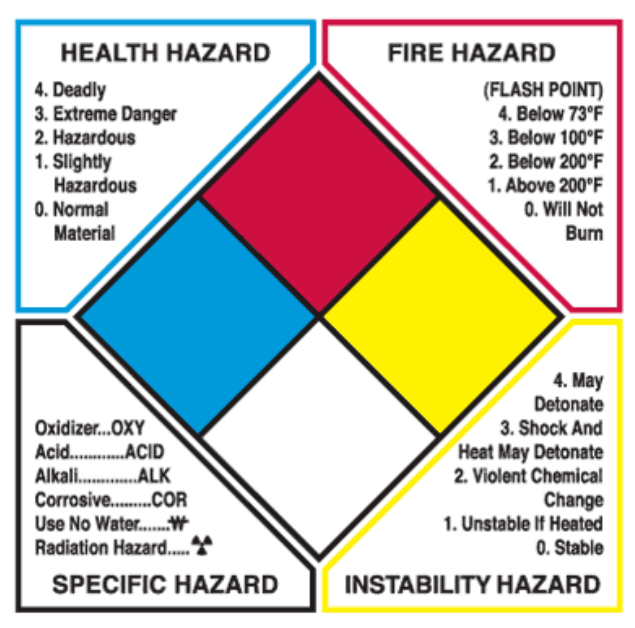 HEALTH HAZARD
4. Deadly
3. Extreme Danger
2. Hazardous
1. Slightly
Hazardous
0. Normal
Material
FIRE HAZARD
(FLASH POINT)
4. Below 73°F
3. Below 100°F
2. Below 200°F
1. Above 200°F
0. Will Not
Burn
Oxidizer...OXY
Acid............ACID
Alkali.............ALK
Corrosive.........COR
Use No Water.......W̶
Radiation Hazard.....☢
SPECIFIC HAZARD
4. May
Detonate
3. Shock And
Heat May Detonate
2. Violent Chemical
Change
1. Unstable If Heated
0. Stable
INSTABILITY HAZARD